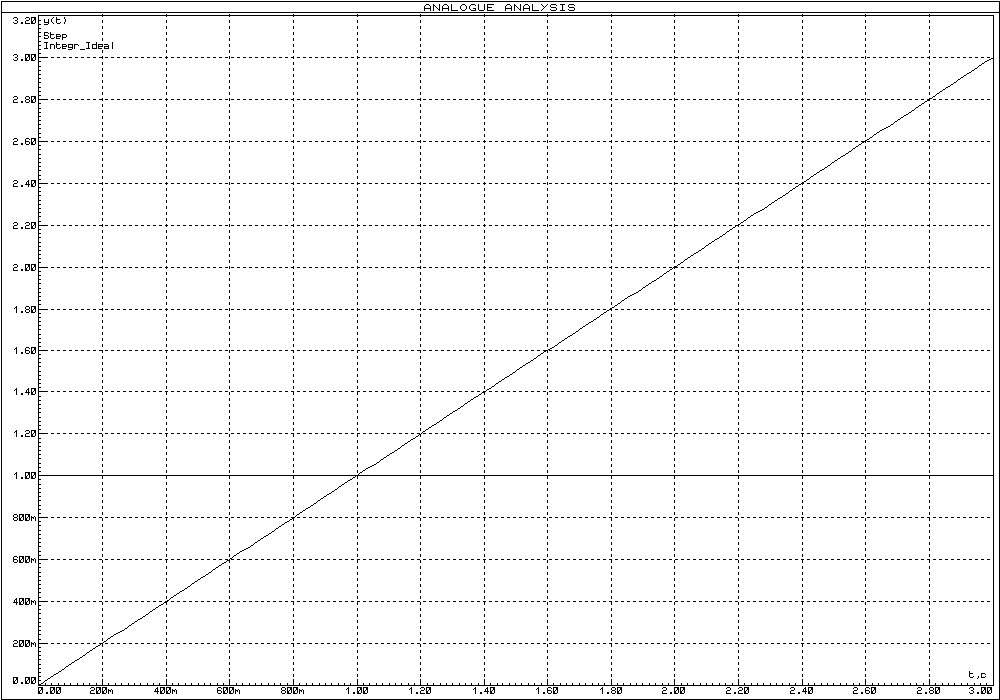 ANALOGUE ANALYSIS
3.20 y(t)
Step
Integr_Ideal
3.00
2.80
2.60
2.40
2.20
2.00
1.80
1.60
1.40
1.20
1.00
800m
600m
400m
200m
0.00
t,c
0.00 200m 400m 600m 800m 1.00 1.20 1.40 1.60 1.80 2.00 2.20 2.40 2.60 2.80 3.00